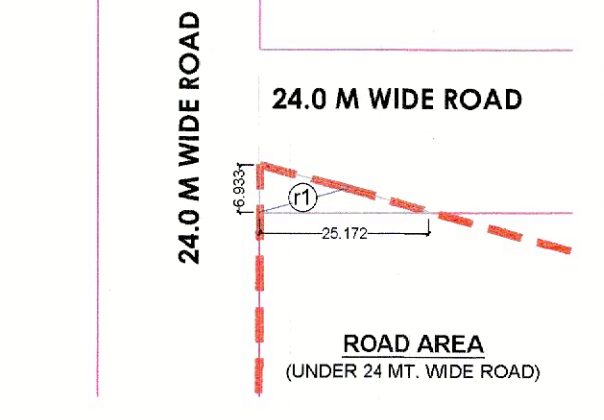 24.0 M WIDE ROAD
24.0 M WIDE ROAD
6.933
r1
25.172
ROAD AREA
(UNDER 24 MT. WIDE ROAD)